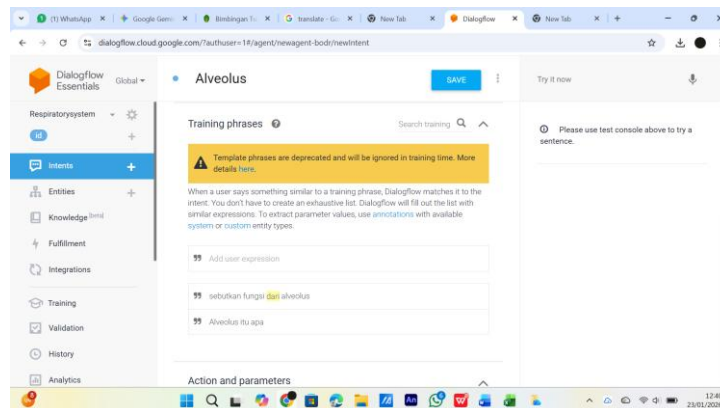 (1) WhatsApp
Google Gemi
Bimbingan Te
translate - Go
New Tab
Dialogflow
New Tab
dialogflow.cloud.google.com/?authuser=1#/agent/newagent-bodr/newIntent
Dialogflow
Essentials
Global
Alveolus
SAVE
Try it now
Respiratorysystem
id
Intents
Entities
Knowledge [beta]
Fulfillment
Integrations
Training
Validation
History
Analytics
Training phrases
Search training
Template phrases are deprecated and will be ignored in training time. More
details here.
When a user says something similar to a training phrase, Dialogflow matches it to the
intent. You don't have to create an exhaustive list. Dialogflow will fill out the list with
similar expressions. To extract parameter values, use annotations with available
system or custom entity types.
Add user expression
sebutkan fungsi dari alveolus
Alveolus itu apa
Action and parameters
Please use test console above to try a
sentence.